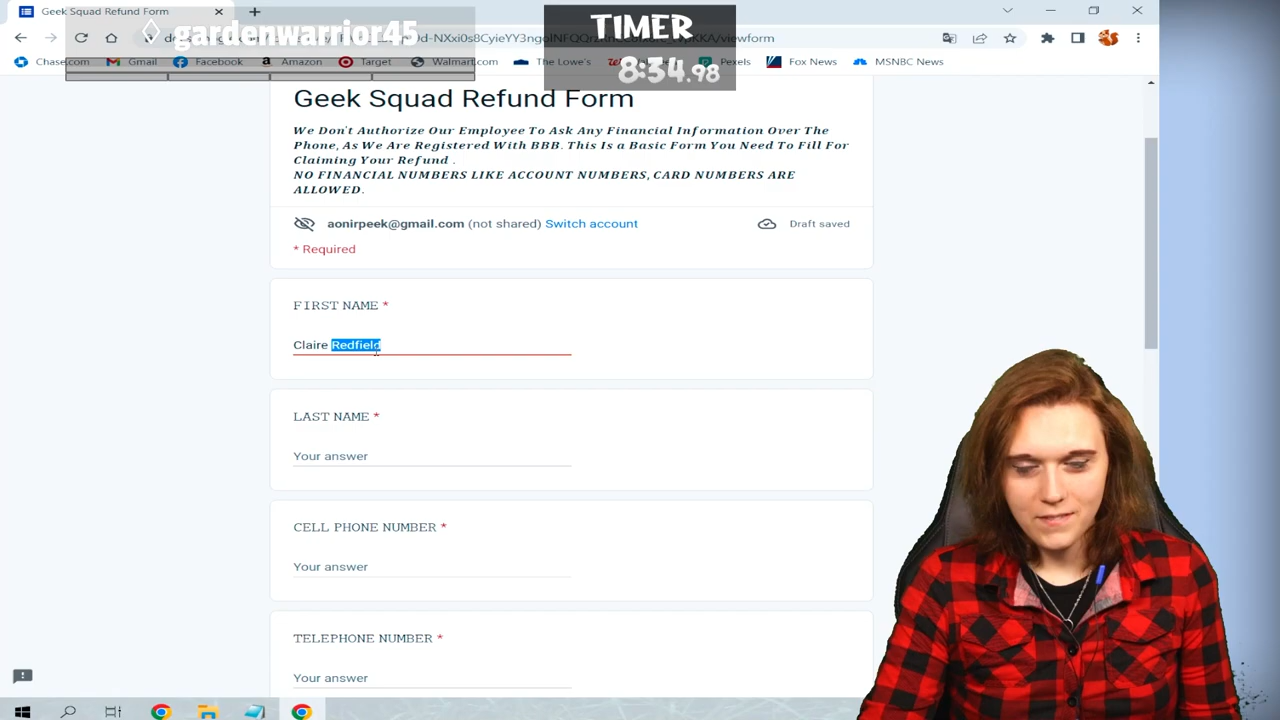 Geek Squad Refund Form
gardenwarrior45
TIMER
8:34.98
NXxi0s8CyieYY3ngolNFQQrz
KKA/viewform
Chase.com Gmail Facebook Amazon Target Walmart.com The Lowe's Pexels Fox News MSNBC News
Geek Squad Refund Form
We Don't Authorize Our Employee To Ask Any Financial Information Over The
Phone, As We Are Registered With BBB. This Is a Basic Form You Need To Fill For
Claiming Your Refund .
NO FINANCIAL NUMBERS LIKE ACCOUNT NUMBERS, CARD NUMBERS ARE
ALLOWED.
aonirpeek@gmail.com (not shared) Switch account
Draft saved
* Required
FIRST NAME *
Claire Redfield
LAST NAME *
Your answer
CELL PHONE NUMBER *
Your answer
TELEPHONE NUMBER *
Your answer